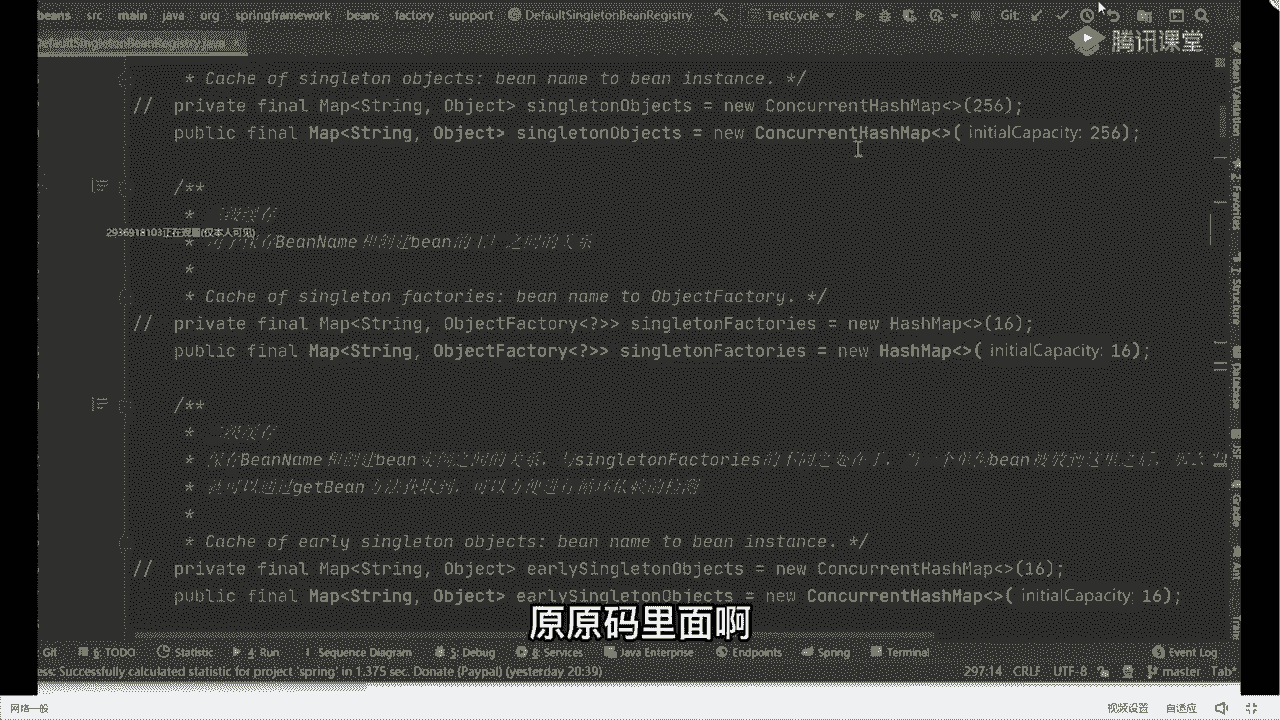 beans src main java org springframework beans factory support DefaultSingletonBeanRegistry TestCycle Git:
DefaultSingletonBeanRegistry.java
腾讯课堂
* Cache of singleton objects: bean name to bean instance. */
// private final Map<String, Object> singletonObjects = new ConcurrentHashMap<>(256);
public final Map<String, Object> singletonObjects = new ConcurrentHashMap<>( initialCapacity: 256);
/**
*
2936918103正在观看(仅本人可见)
* BeanName和创建bean的工厂之间的关系
*
* Cache of singleton factories: bean name to ObjectFactory. */
// private final Map<String, ObjectFactory<?>> singletonFactories = new HashMap<>(16);
public final Map<String, ObjectFactory<?>> singletonFactories = new HashMap<>( initialCapacity: 16);
/**
* 二级缓存
* 保存BeanName和创建bean实例之间的关系，与singletonFactories的不同之处在于，当一个单例bean被放到这里之后，
* 就可以通过getBean方法获取到，可以方便进行循环依赖的检测
*
* Cache of early singleton objects: bean name to bean instance. */
// private final Map<String, Object> earlySingletonObjects = new ConcurrentHashMap<>(16);
public final Map<String, Object> earlySingletonObjects = new ConcurrentHashMap<>( initialCapacity: 16);
原原码里面啊
Git 6: TODO Statistic 4: Run Sequence Diagram 5: Debug 8: Services Java Enterprise Endpoints Spring Terminal Event Log
ess: Successfully calculated statistic for project 'spring' in 1.375 sec. Donate (Paypal) (yesterday 20:39) 297:14 CRLF UTF-8 master Tab*
网络一般 视频设置 自适应
Bean Validation
2: Favorites
Z: Structure
Database
JSF
Gradle
Ant